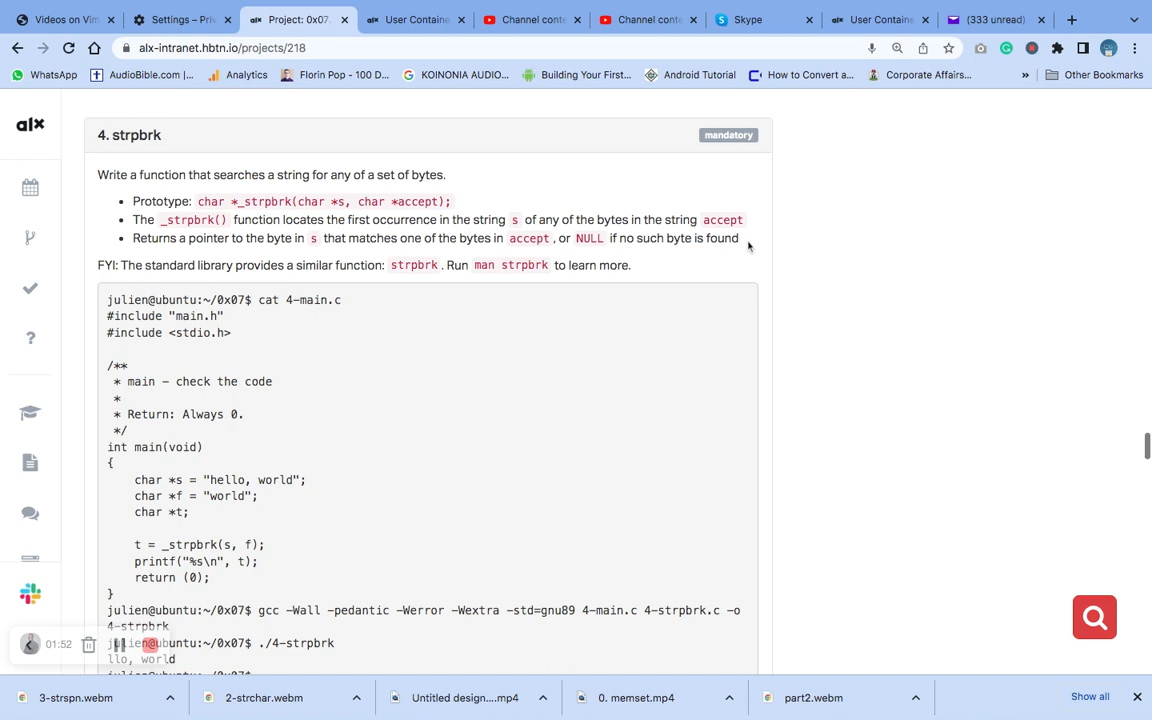 Videos on Vim
Settings – Priv
Project: 0x07.
User Containe
Channel conte
Channel conte
Skype
User Containe
(333 unread)
alx-intranet.hbtn.io/projects/218
WhatsApp
AudioBible.com |...
Analytics
Florin Pop - 100 D...
KOINONIA AUDIO...
Building Your First...
Android Tutorial
How to Convert a...
Corporate Affairs...
»
Other Bookmarks
alx
4. strpbrk
mandatory
Write a function that searches a string for any of a set of bytes.
• Prototype: char *_strpbrk(char *s, char *accept);
• The _strpbrk() function locates the first occurrence in the string s of any of the bytes in the string accept
• Returns a pointer to the byte in s that matches one of the bytes in accept, or NULL if no such byte is found
FYI: The standard library provides a similar function: strpbrk. Run man strpbrk to learn more.
julien@ubuntu:~/0x07$ cat 4-main.c
#include "main.h"
#include <stdio.h>
/**
* main - check the code
*
* Return: Always 0.
*/
int main(void)
{
char *s = "hello, world";
char *f = "world";
char *t;
t = _strpbrk(s, f);
printf("%s\n", t);
return (0);
}
julien@ubuntu:~/0x07$ gcc -Wall -pedantic -Werror -Wextra -std=gnu89 4-main.c 4-strpbrk.c -o
4-strpbrk
julien@ubuntu:~/0x07$ ./4-strpbrk
llo, world
01:52
3-strspn.webm
2-strchar.webm
Untitled design....mp4
0. memset.mp4
part2.webm
Show all